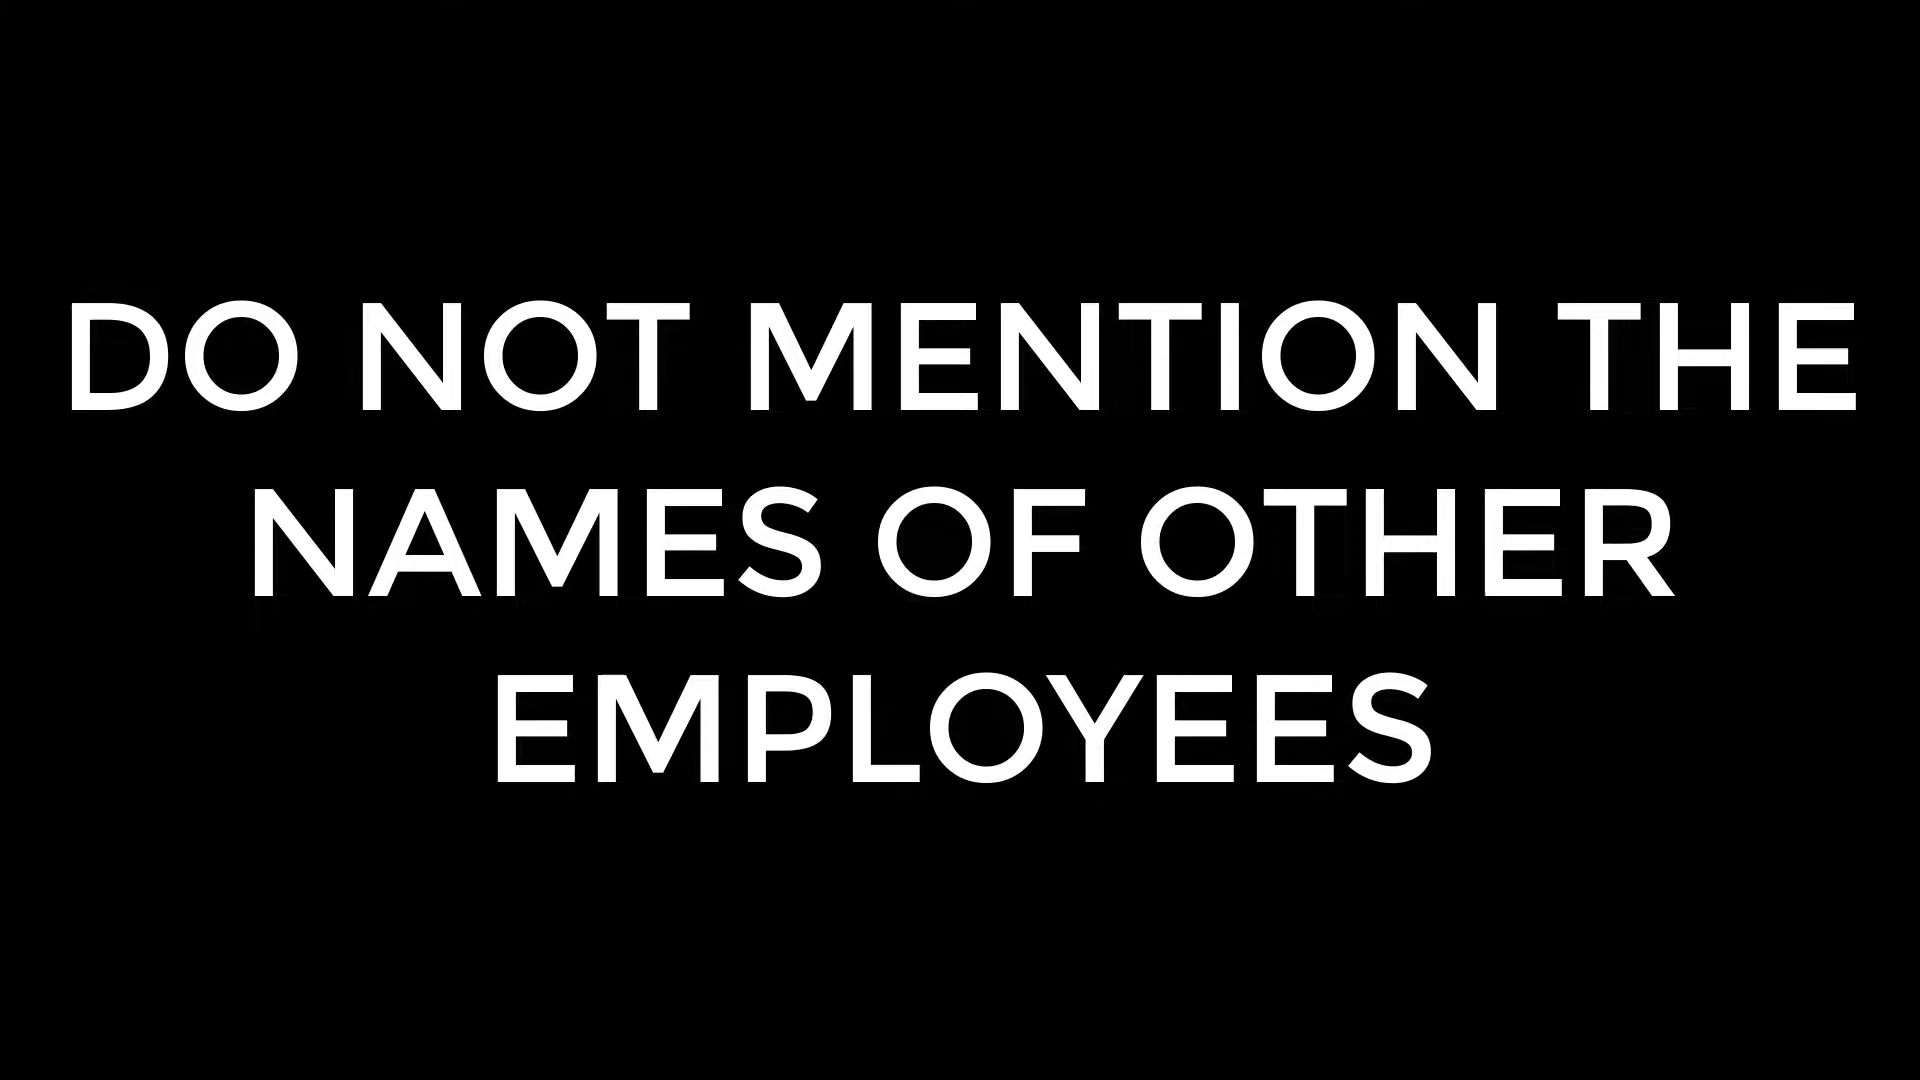 DO NOT MENTION THE
NAMES OF OTHER
EMPLOYEES